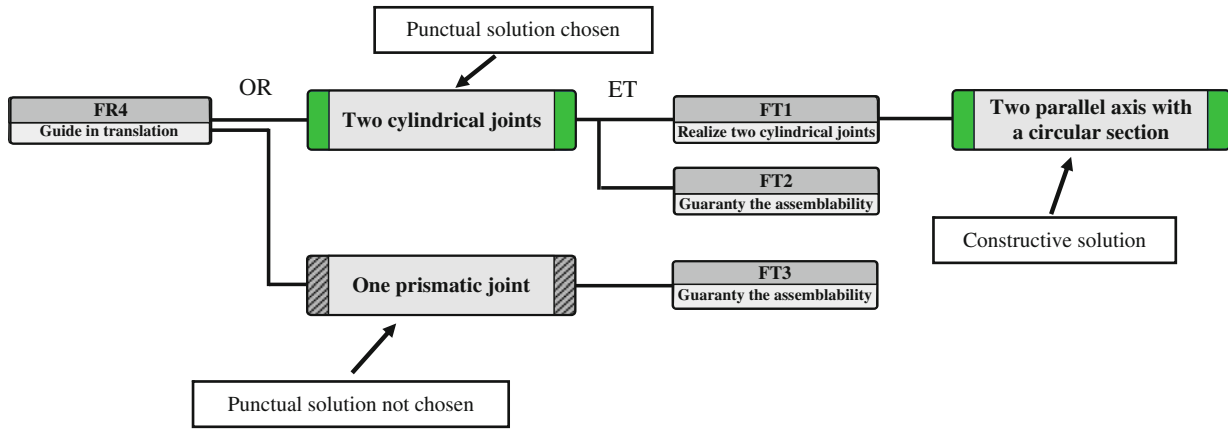 Punctual solution chosen
OR
ET
FR4
Guide in translation
Two cylindrical joints
FT1
Realize two cylindrical joints
Two parallel axis with
a circular section
FT2
Guaranty the assemblability
Constructive solution
One prismatic joint
FT3
Guaranty the assemblability
Punctual solution not chosen